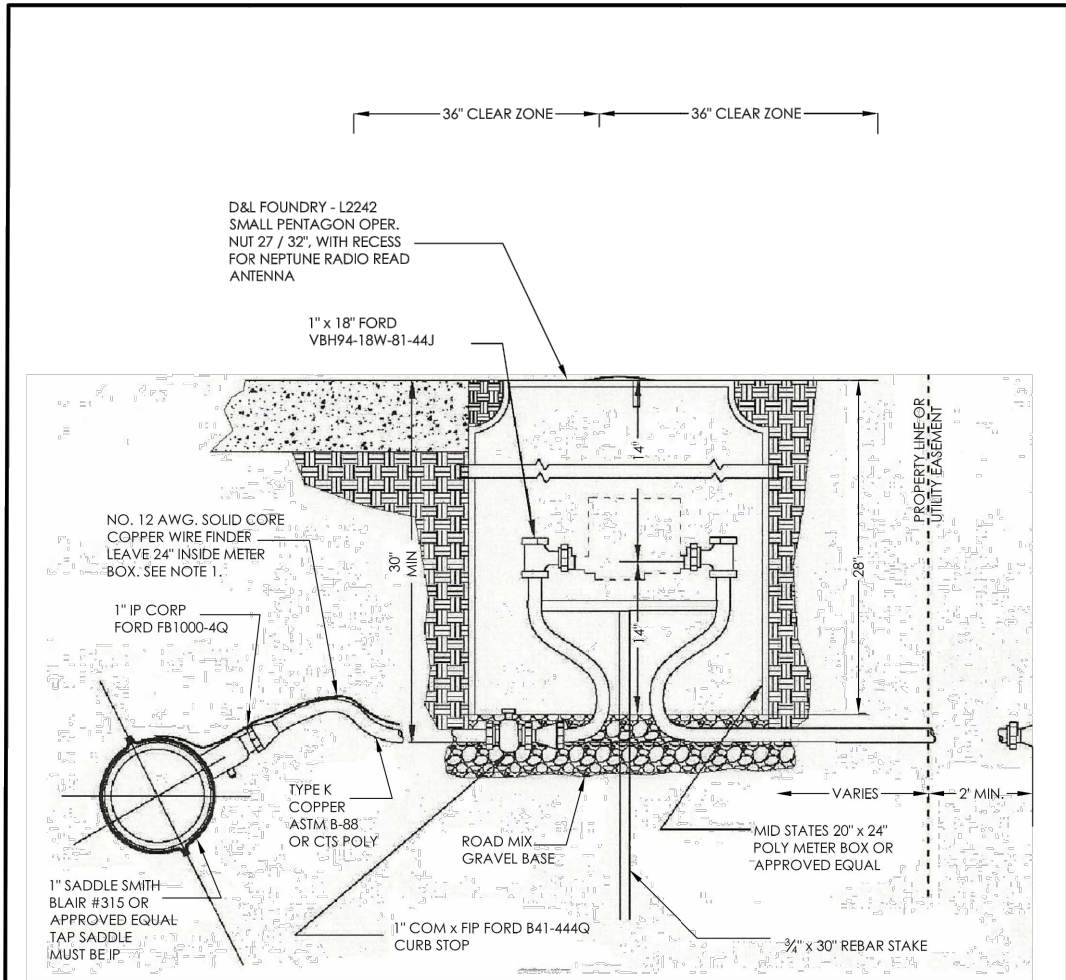 36" CLEAR ZONE
36" CLEAR ZONE
D&L FOUNDRY - L2242
SMALL PENTAGON OPER.
NUT 27 / 32", WITH RECESS
FOR NEPTUNE RADIO READ
ANTENNA
1" x 18" FORD
VBH94-18W-81-44J
14"
PROPERTY LINE OR
UTILITY EASEMENT
NO. 12 AWG. SOLID CORE
COPPER WIRE FINDER
LEAVE 24" INSIDE METER
BOX. SEE NOTE 1.
30"
MIN
28"
1" IP CORP
FORD FB1000-4Q
14"
TYPE K
COPPER
ASTM B-88
OR CTS POLY
ROAD MIX
GRAVEL BASE
VARIES
2' MIN.
MID STATES 20" x 24"
POLY METER BOX OR
APPROVED EQUAL
1" SADDLE SMITH
BLAIR #315 OR
APPROVED EQUAL
TAP SADDLE
MUST BE IP
1" COM x FIP FORD B41-444Q
CURB STOP
¾" x 30" REBAR STAKE